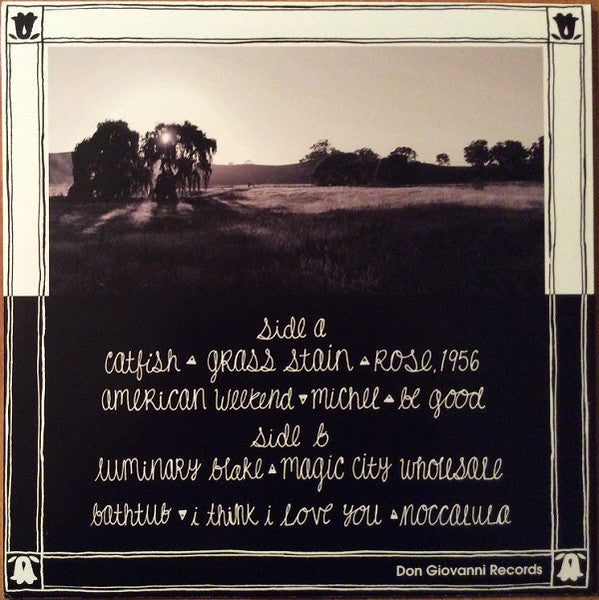 side a
catfish ▲ grass stain ▲ rose, 1956
american weekend ▼ michel ▲ be good
side b
luminary blake ▲ magic city wholesale
bathtub ▼ i think i love you ▲ noccalula
Don Giovanni Records